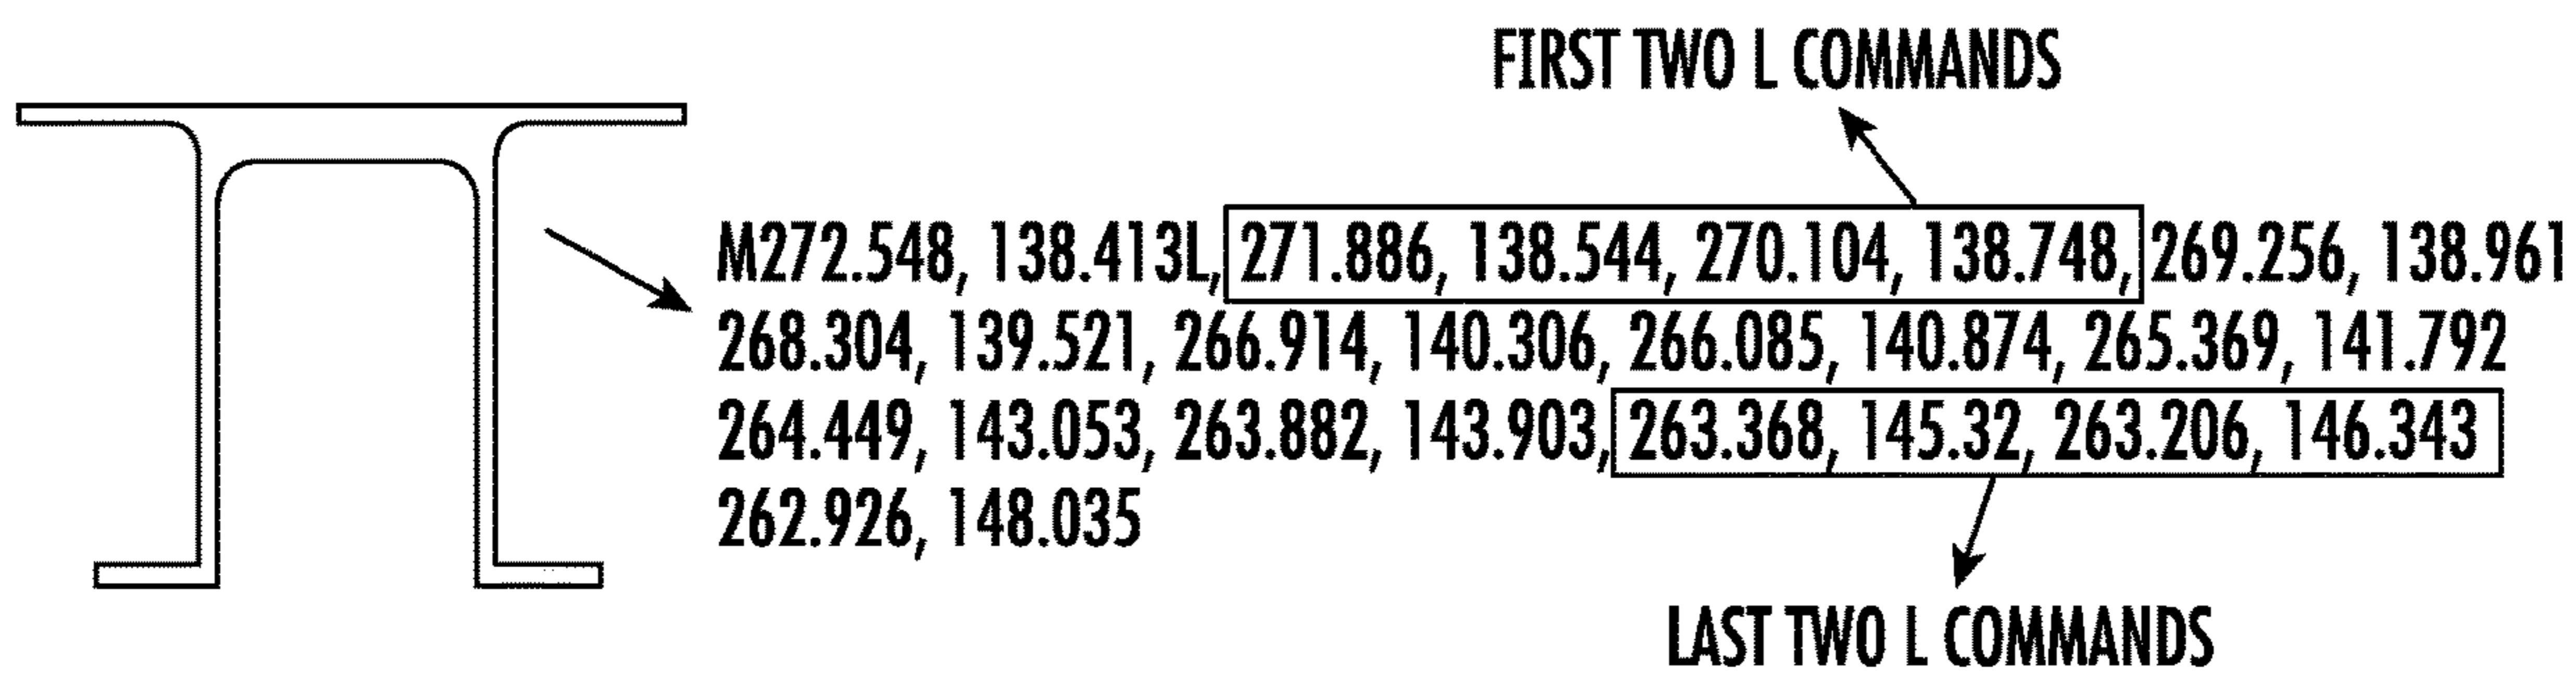 FIRST TWO L COMMANDS
M272.548, 138.413L, 271.886, 138.544, 270.104, 138.748, 269.256, 138.961
268.304, 139.521, 266.914, 140.306, 266.085, 140.874, 265.369, 141.792
264.449, 143.053, 263.882, 143.903, 263.368, 145.32, 263.206, 146.343
262.926, 148.035
LAST TWO L COMMANDS